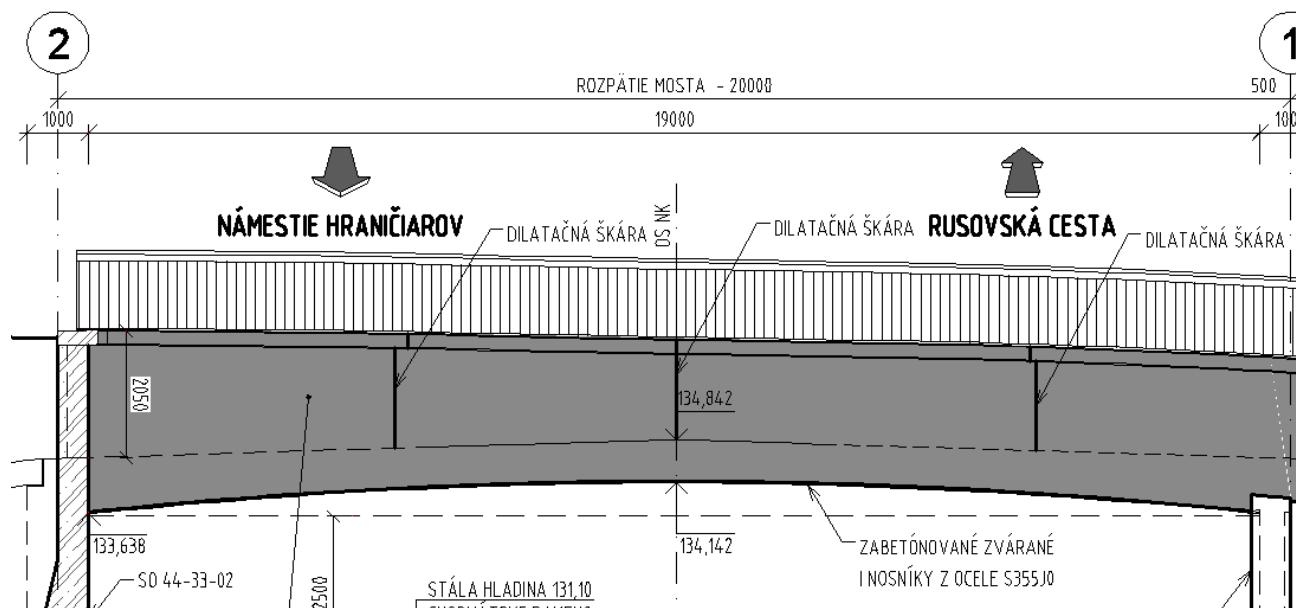 2
1
ROZPÄTIE MOSTA - 20000
500
1000
19000
NÁMESTIE HRANIČIAROV
DILATAČNÁ ŠKÁRA
OS NK
DILATAČNÁ ŠKÁRA
RUSOVSKÁ CESTA
DILATAČNÁ ŠKÁRA
2050
134,842
133,638
134,142
ZABETÓNOVANÉ ZVÁRANÉ
I NOSNÍKY Z OCELE S355J0
SO 44-33-02
2500
STÁLA HLADINA 131,10